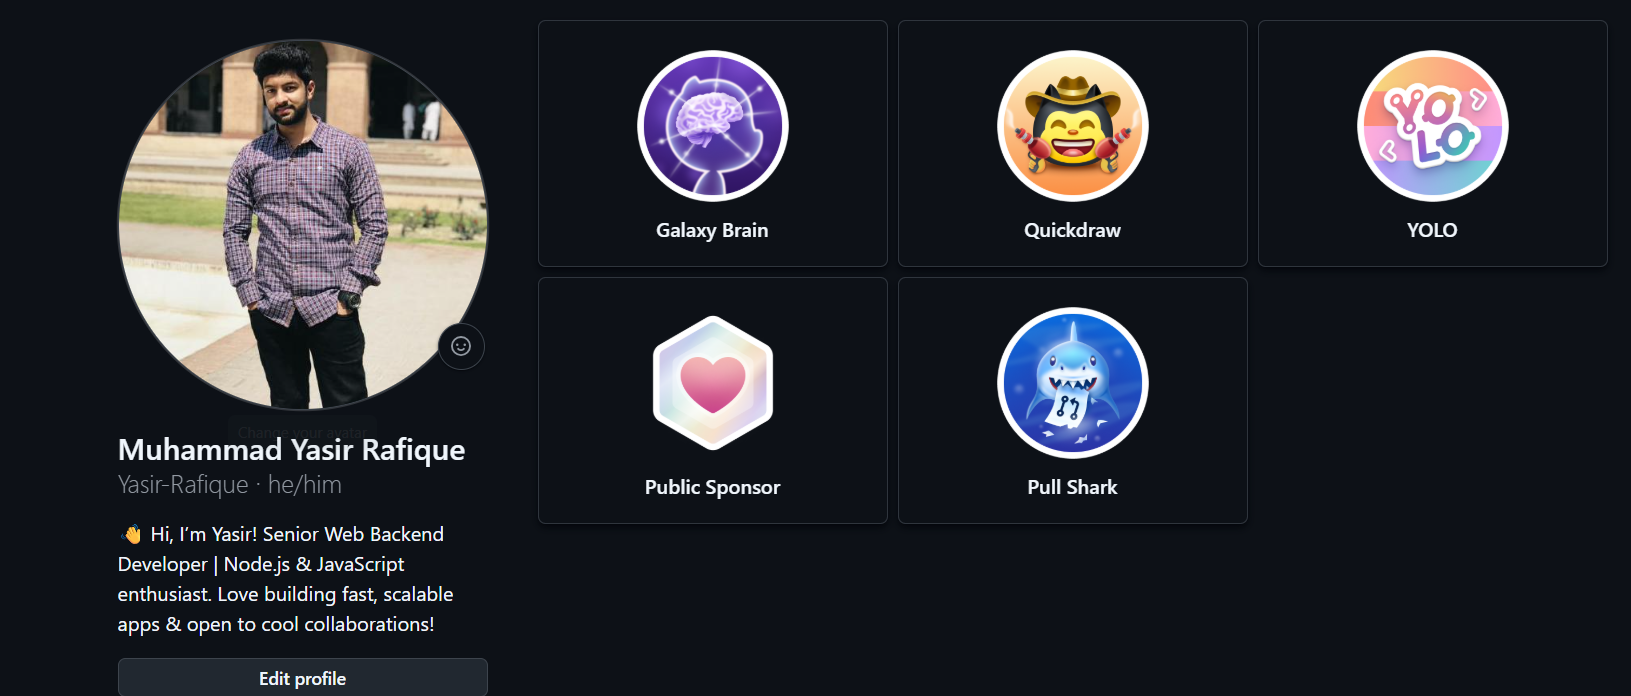 Galaxy Brain
Quickdraw
YOLO
YOLO
Public Sponsor
Pull Shark
Change your avatar
Muhammad Yasir Rafique
Yasir-Rafique · he/him
👋 Hi, I’m Yasir! Senior Web Backend
Developer | Node.js & JavaScript
enthusiast. Love building fast, scalable
apps & open to cool collaborations!
Edit profile